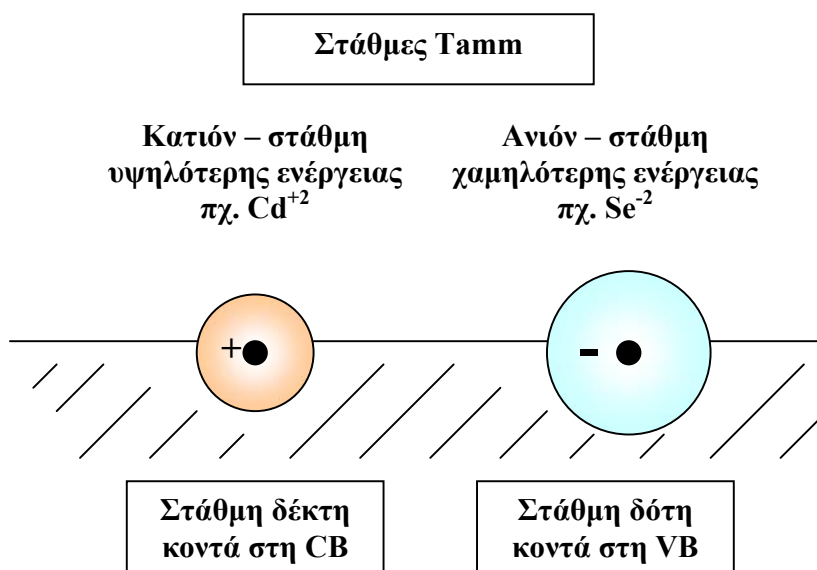 Στάθμες Tamm
Κατιόν – στάθμη
υψηλότερης ενέργειας
πχ. Cd⁺²
Ανιόν – στάθμη
χαμηλότερης ενέργειας
πχ. Se⁻²
+
-
Στάθμη δέκτη
κοντά στη CB
Στάθμη δότη
κοντά στη VB